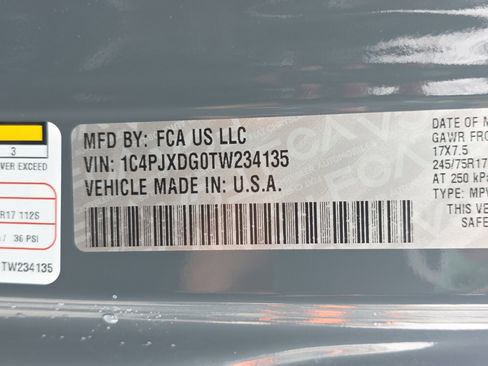 MFD BY: FCA US LLC
VIN: 1C4PJXDG0TW234135
VEHICLE MADE IN: U.S.A.
3
VER EXCEED
R17 112S
36 PSI
TW234135
DATE OF M
GAWR FRO
17X7.5
245/75R17
AT 250 kPa
TYPE: MPV
THIS VE
SAFE